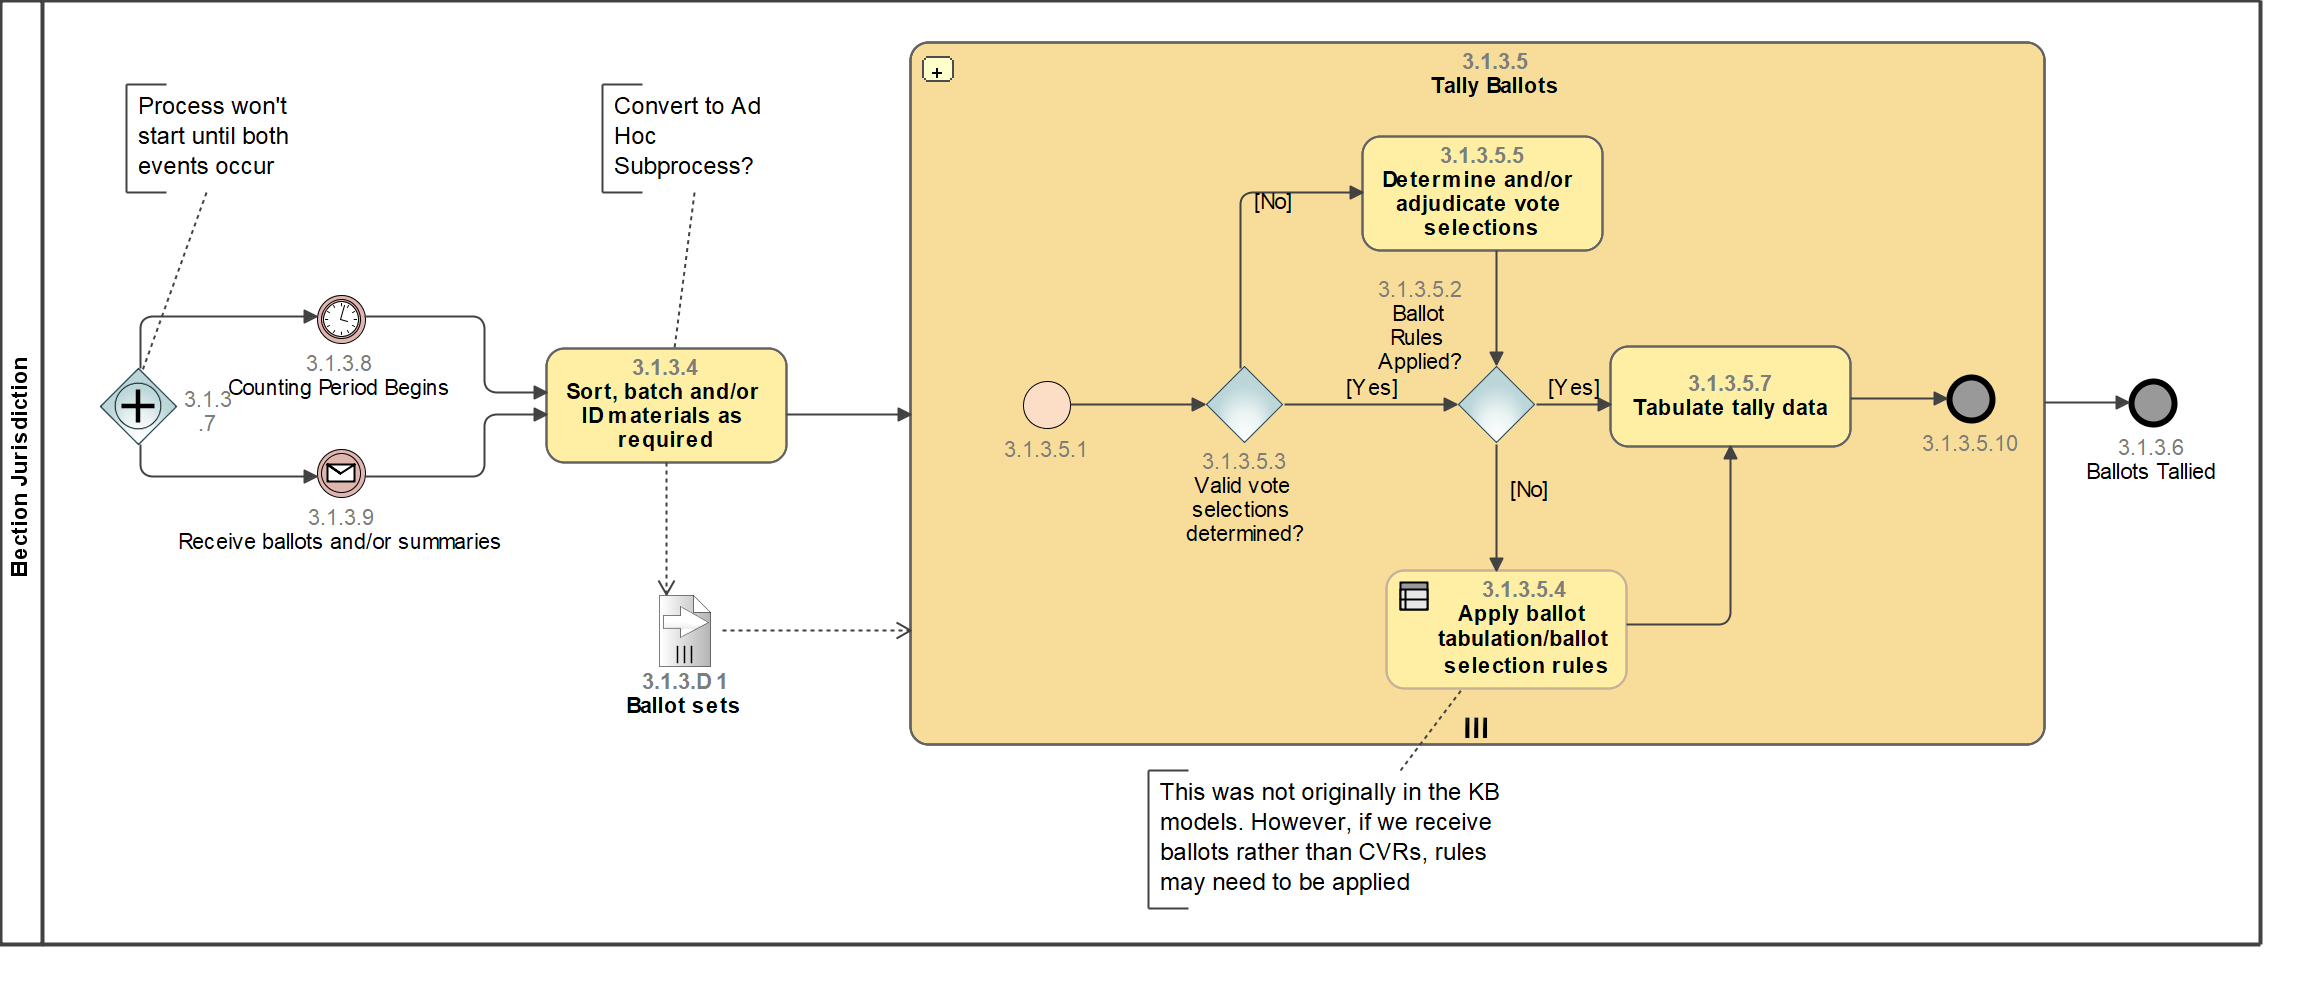 Bection Jurisdiction
Process won't
start until both
events occur
Convert to Ad
Hoc
Subprocess?
3.1.3
.7
3.1.3.8
Counting Period Begins
3.1.3.9
Receive ballots and/or summaries
3.1.3.4
Sort, batch and/or
ID materials as
required
3.1.3.D1
Ballot sets
3.1.3.5
Tally Ballots
3.1.3.5.1
3.1.3.5.3
Valid vote
selections
determined?
[No]
[Yes]
3.1.3.5.5
Determine and/or
adjudicate vote
selections
3.1.3.5.2
Ballot
Rules
Applied?
[Yes]
[No]
3.1.3.5.4
Apply ballot
tabulation/ballot
selection rules
3.1.3.5.7
Tabulate tally data
3.1.3.5.10
3.1.3.6
Ballots Tallied
This was not originally in the KB
models. However, if we receive
ballots rather than CVRs, rules
may need to be applied